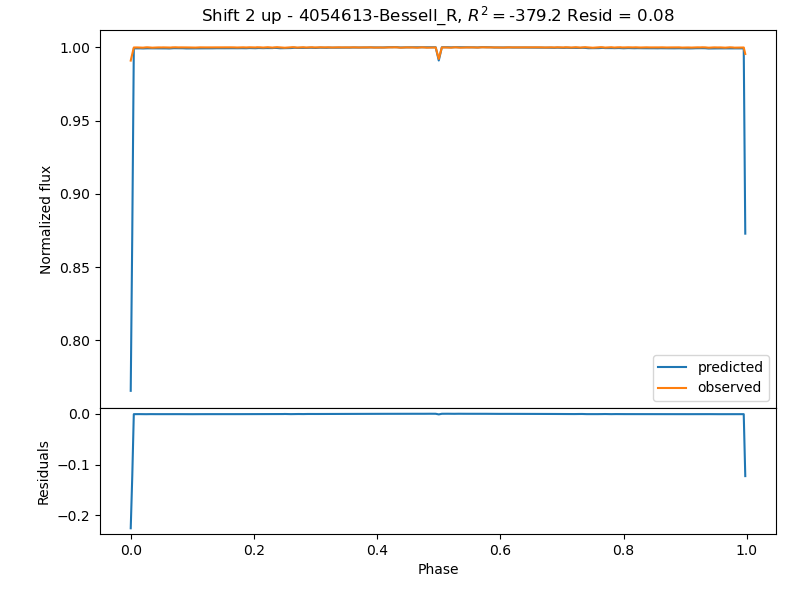 Shift 2 up - 4054613-Bessell_R, $R^2 = $-379.2 Resid = 0.08
1.00
0.95
0.90
0.85
0.80
Normalized flux
predicted
observed
0.0
−0.1
−0.2
Residuals
0.0 0.2 0.4 0.6 0.8 1.0
Phase